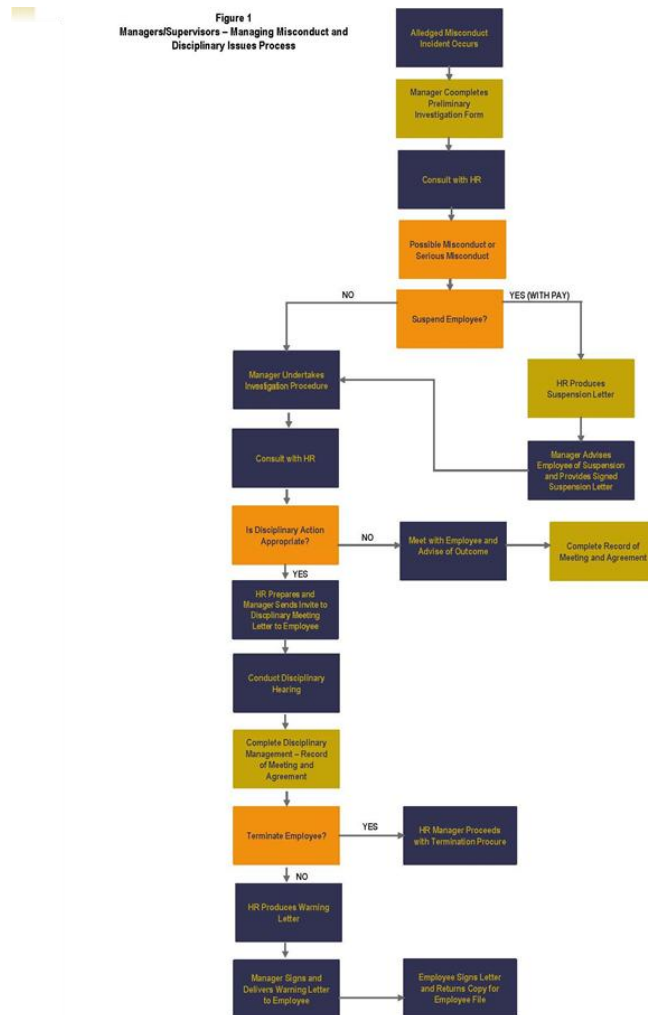 Figure 1
Managers/Supervisors – Managing Misconduct and
Disciplinary Issues Process
Alledged Misconduct
Incident Occurs
Manager Coompletes
Preliminary
Investigation Form
Consult with HR
Possible Misconduct or
Serious Misconduct
Suspend Employee?
NO
YES (WITH PAY)
Manager Undertakes
Investigation Procedure
HR Produces
Suspension Letter
Manager Advises
Employee of Suspension
and Provides Signed
Suspension Letter
Consult with HR
Is Disciplinary Action
Appropriate?
NO
Meet with Employee and
Advise of Outcome
Complete Record of
Meeting and Agreement
YES
HR Prepares and
Manager Sends Invite to
Discplinary Meeting
Letter to Employee
Conduct Disciplinary
Hearing
Complete Disciplinary
Management – Record
of Meeting and
Agreement
Terminate Employee?
YES
HR Manager Proceeds
with Termination Procure
NO
HR Produces Warning
Letter
Manager Signs and
Delivers Warning Letter
to Employee
Employee Signs Letter
and Returns Copy for
Employee File